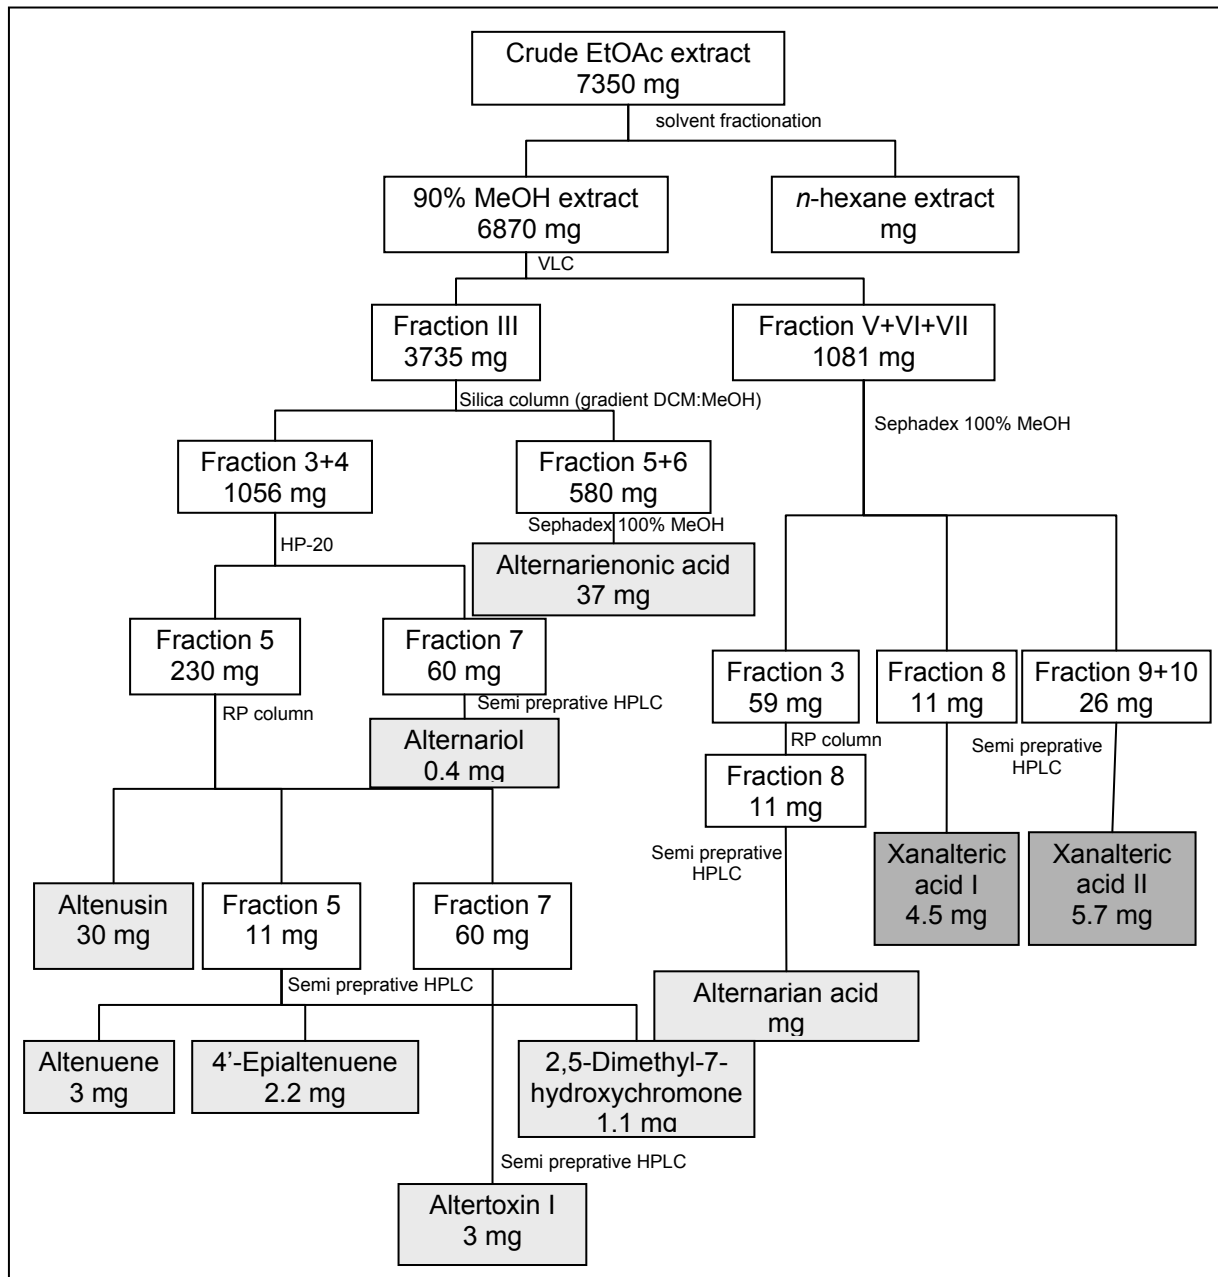 Crude EtOAc extract
7350 mg
solvent fractionation
90% MeOH extract
6870 mg
n-hexane extract
mg
VLC
Fraction III
3735 mg
Fraction V+VI+VII
1081 mg
Silica column (gradient DCM:MeOH)
Sephadex 100% MeOH
Fraction 3+4
1056 mg
Fraction 5+6
580 mg
Sephadex 100% MeOH
HP-20
Alternarienonic acid
37 mg
Fraction 5
230 mg
Fraction 7
60 mg
Fraction 3
59 mg
Fraction 8
11 mg
Fraction 9+10
26 mg
RP column
Semi preprative HPLC
Alternariol
0.4 mg
RP column
Semi preprative
HPLC
Fraction 8
11 mg
Semi preprative
HPLC
Xanalteric
acid I
4.5 mg
Xanalteric
acid II
5.7 mg
Altenusin
30 mg
Fraction 5
11 mg
Fraction 7
60 mg
Semi preprative HPLC
Alternarian acid
mg
Altenuene
3 mg
4’-Epialtenuene
2.2 mg
2,5-Dimethyl-7-
hydroxychromone
1.1 mg
Semi preprative HPLC
Altertoxin I
3 mg